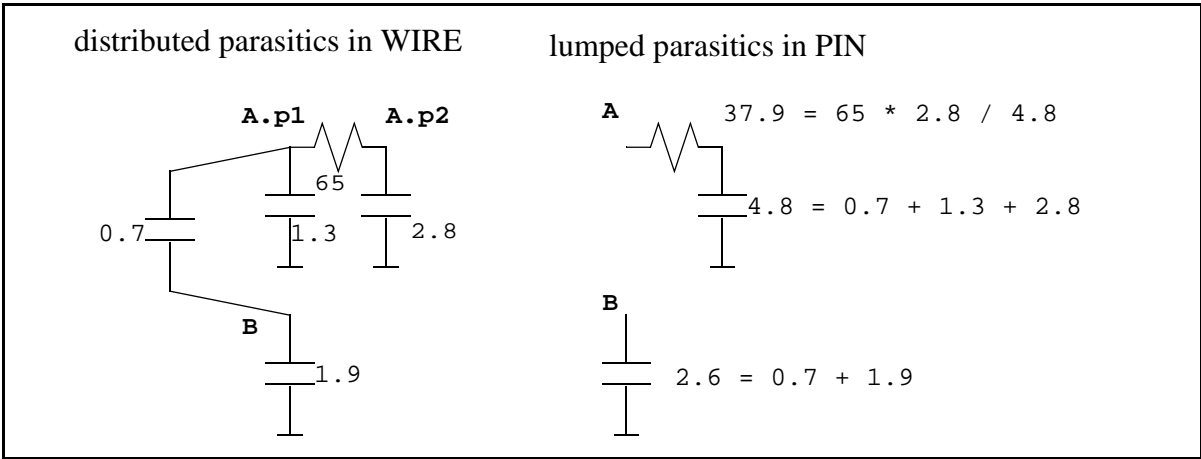 distributed parasitics in WIRE
lumped parasitics in PIN
A.p1
A.p2
65
0.7
1.3
2.8
B
1.9
A
37.9 = 65 * 2.8 / 4.8
4.8 = 0.7 + 1.3 + 2.8
B
2.6 = 0.7 + 1.9